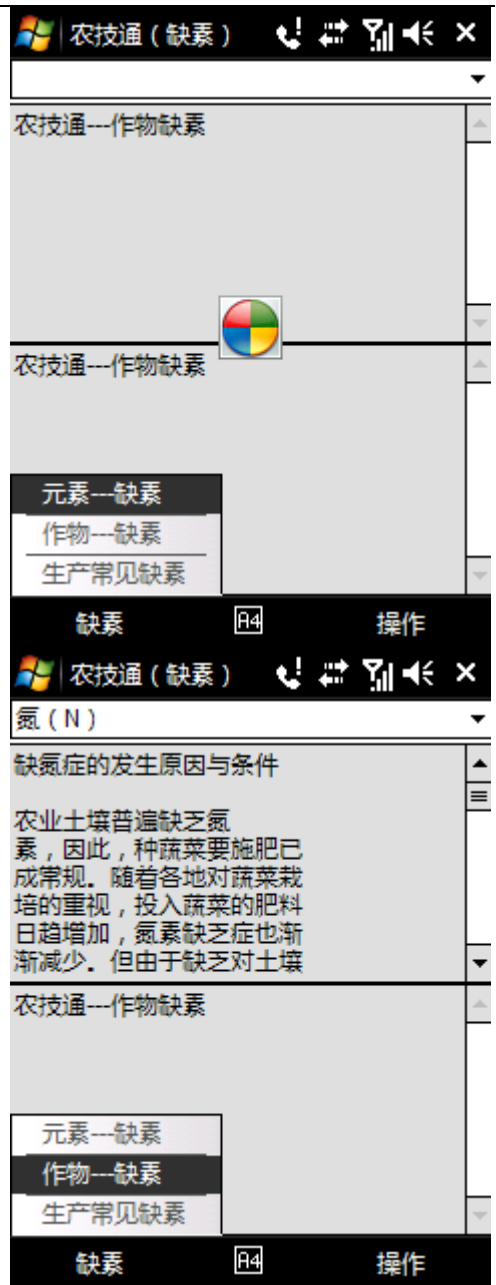 农技通（缺素）
农技通---作物缺素
农技通---作物缺素
元素---缺素
作物---缺素
生产常见缺素
缺素
A4
操作
农技通（缺素）
氮（N）
缺氮症的发生原因与条件
农业土壤普遍缺乏氮
素，因此，种蔬菜要施肥已
成常规。随着各地对蔬菜栽
培的重视，投入蔬菜的肥料
日趋增加，氮素缺乏症也渐
渐减少。但由于缺乏对土壤
农技通---作物缺素
元素---缺素
作物---缺素
生产常见缺素
缺素
A4
操作